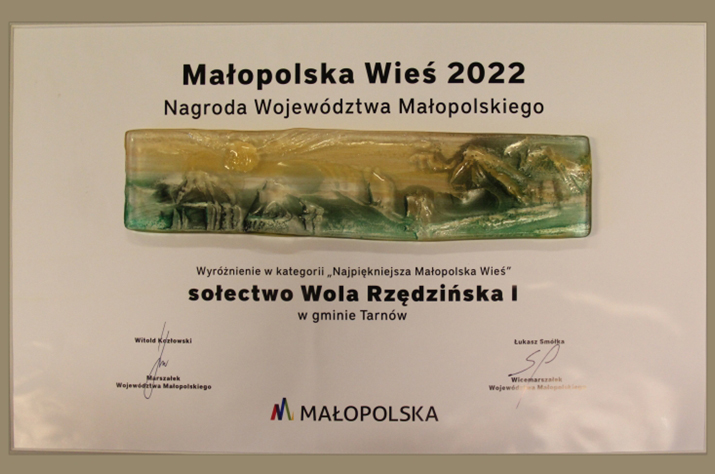 Małopolska Wieś 2022
Nagroda Województwa Małopolskiego
Wyróżnienie w kategorii „Najpiękniejsza Małopolska Wieś”
sołectwo Wola Rzędzińska I
w gminie Tarnów
Witold Kozłowski
Marszałek
Województwa Małopolskiego
Łukasz Smółka
Wicemarszałek
Województwa Małopolskiego
MAŁOPOLSKA